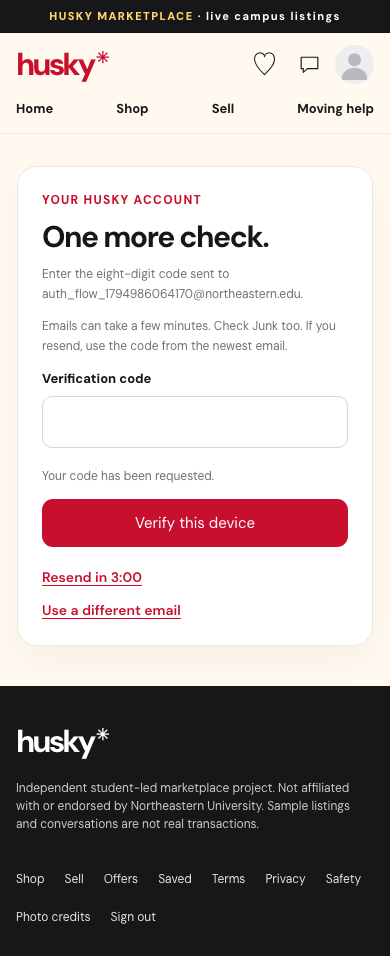 HUSKY MARKETPLACE · live campus listings
husky*
Home Shop Sell Moving help
YOUR HUSKY ACCOUNT
One more check.
Enter the eight-digit code sent to
auth_flow_1794986064170@northeastern.edu.
Emails can take a few minutes. Check Junk too. If you
resend, use the code from the newest email.
Verification code
Your code has been requested.
Verify this device
Resend in 3:00
Use a different email
husky*
Independent student-led marketplace project. Not affiliated
with or endorsed by Northeastern University. Sample listings
and conversations are not real transactions.
Shop Sell Offers Saved Terms Privacy Safety
Photo credits Sign out